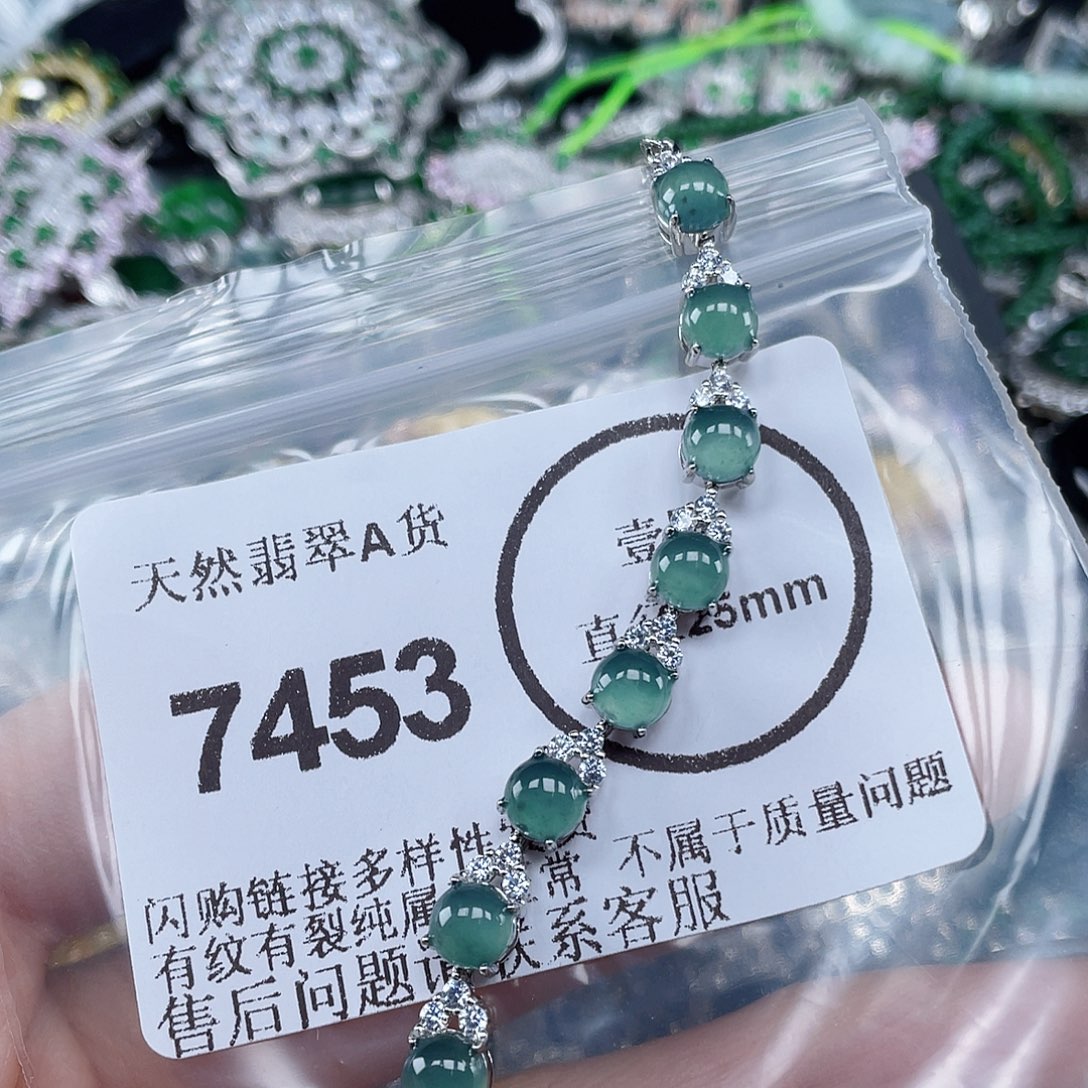 天然翡翠A货
7453
壹
直 25mm
闪购链接多样性 常 不属于质量问题
有纹有裂纯属
售后问题 联系客服